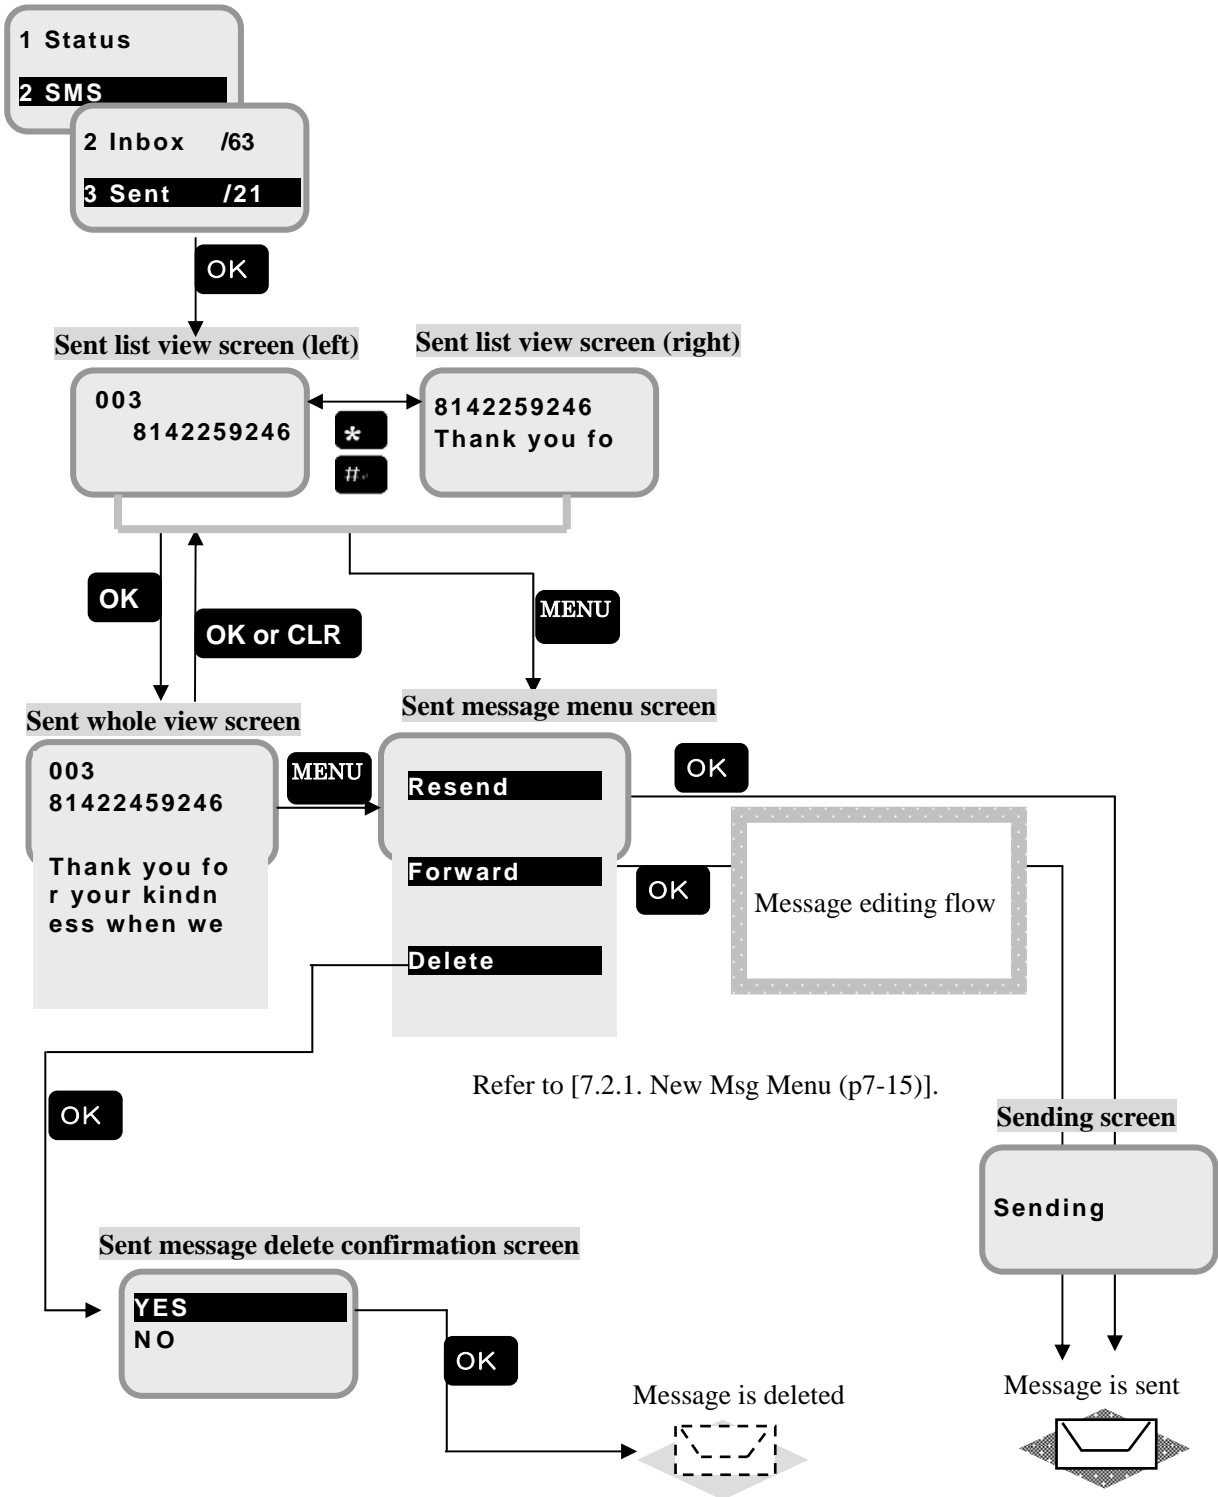 1 Status
2 SMS
2 Inbox /63
3 Sent /21
OK
Sent list view screen (left)
Sent list view screen (right)
003
8142259246
*
#
8142259246
Thank you fo
OK
OK or CLR
MENU
Sent whole view screen
Sent message menu screen
003
81422459246
Thank you fo
r your kindn
ess when we
MENU
Resend
Forward
Delete
OK
OK
Message editing flow
Refer to [7.2.1. New Msg Menu (p7-15)].
OK
Sending screen
Sending
Sent message delete confirmation screen
YES
NO
OK
Message is deleted
Message is sent